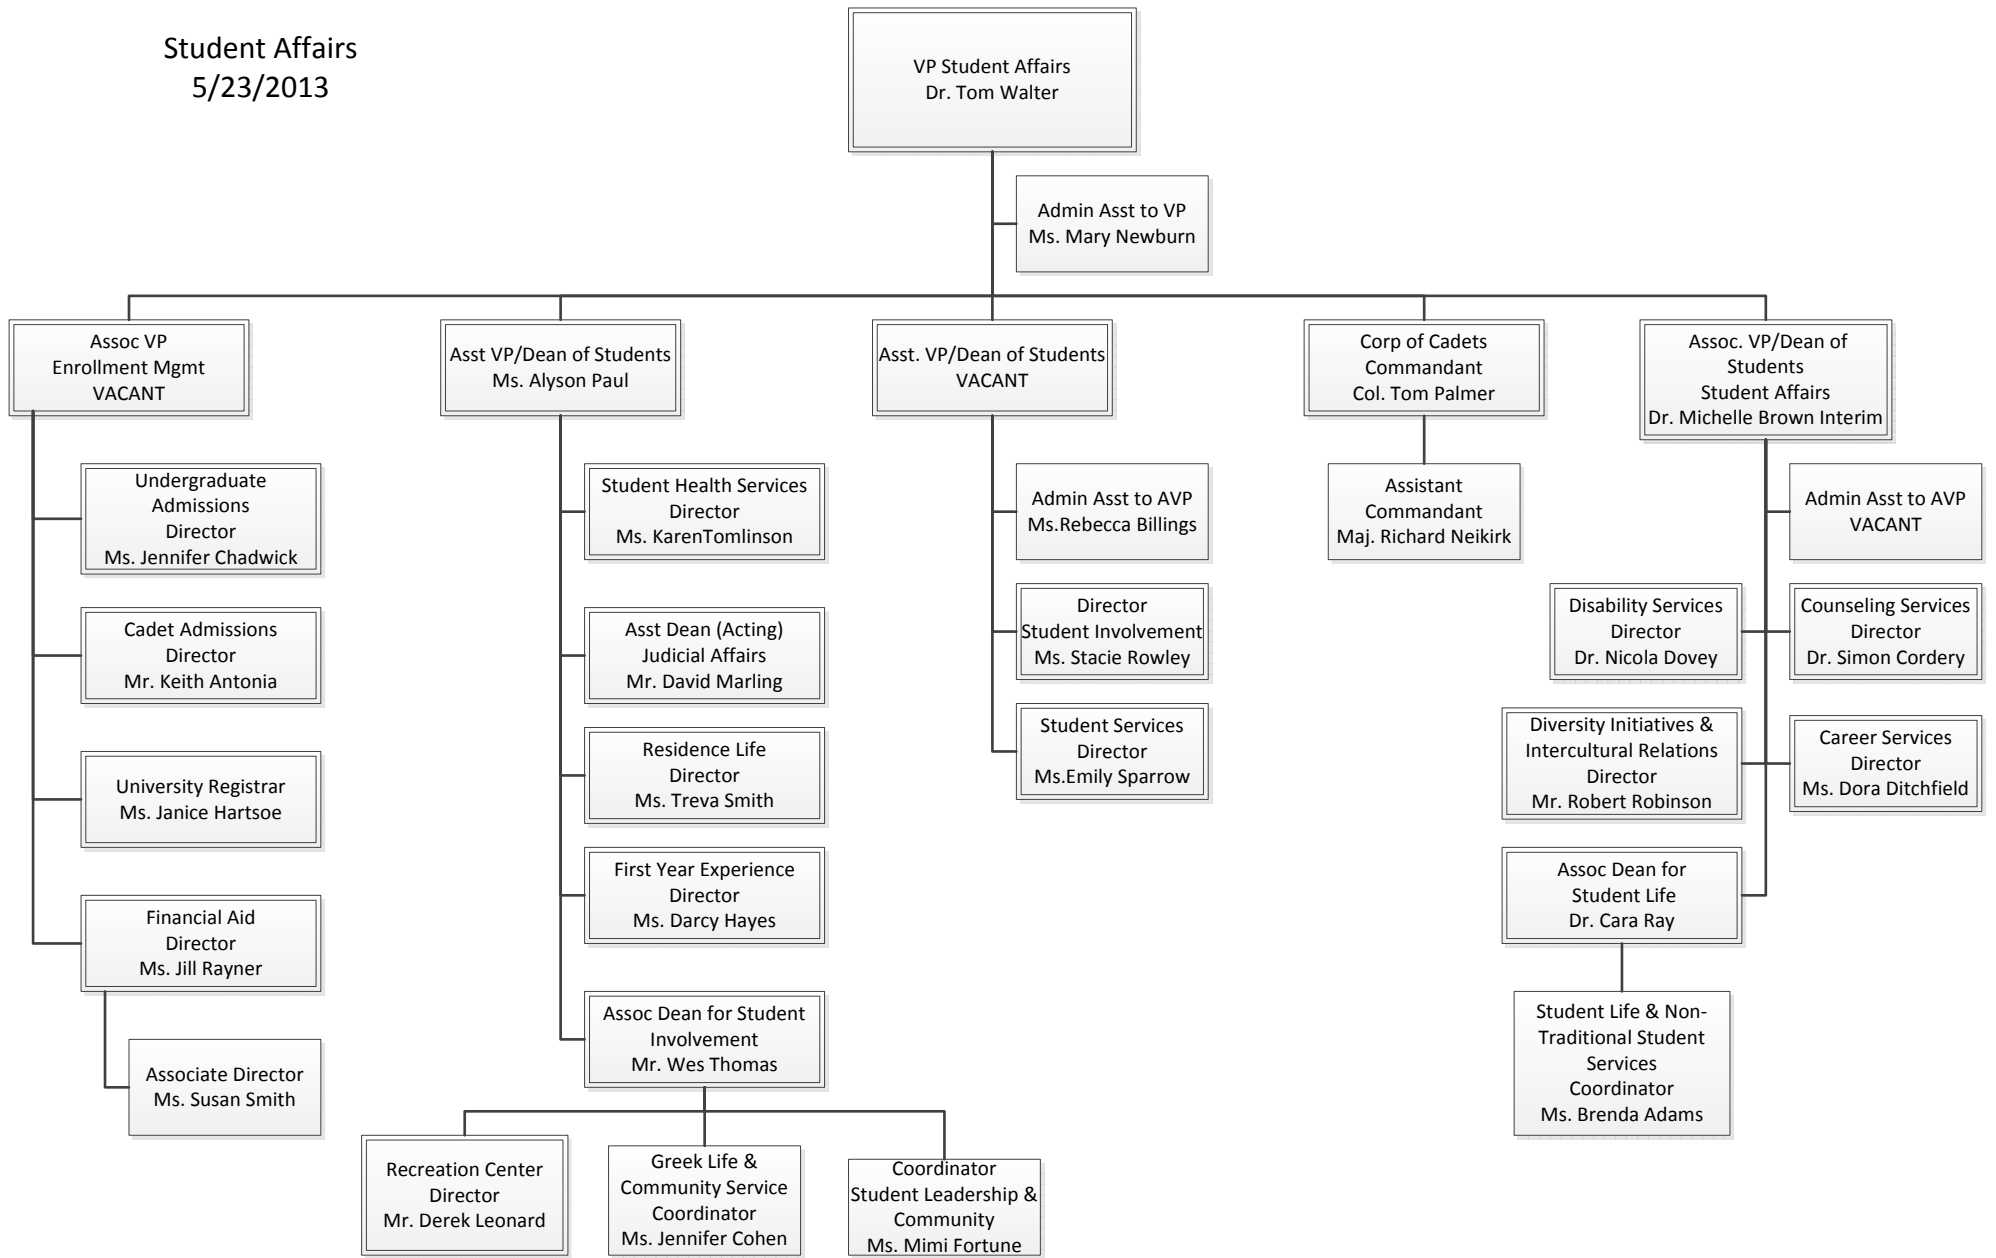 Student Affairs
5/23/2013
VP Student Affairs
Dr. Tom Walter
Admin Asst to VP
Ms. Mary Newburn
Assoc VP
Enrollment Mgmt
VACANT
Asst VP/Dean of Students
Ms. Alyson Paul
Asst. VP/Dean of Students
VACANT
Corp of Cadets
Commandant
Col. Tom Palmer
Assoc. VP/Dean of
Students
Student Affairs
Dr. Michelle Brown Interim
Undergraduate
Admissions
Director
Ms. Jennifer Chadwick
Student Health Services
Director
Ms. KarenTomlinson
Admin Asst to AVP
Ms.Rebecca Billings
Assistant
Commandant
Maj. Richard Neikirk
Admin Asst to AVP
VACANT
Cadet Admissions
Director
Mr. Keith Antonia
Asst Dean (Acting)
Judicial Affairs
Mr. David Marling
Director
Student Involvement
Ms. Stacie Rowley
Disability Services
Director
Dr. Nicola Dovey
Counseling Services
Director
Dr. Simon Cordery
University Registrar
Ms. Janice Hartsoe
Residence Life
Director
Ms. Treva Smith
Student Services
Director
Ms.Emily Sparrow
Diversity Initiatives &
Intercultural Relations
Director
Mr. Robert Robinson
Career Services
Director
Ms. Dora Ditchfield
Financial Aid
Director
Ms. Jill Rayner
First Year Experience
Director
Ms. Darcy Hayes
Assoc Dean for
Student Life
Dr. Cara Ray
Associate Director
Ms. Susan Smith
Assoc Dean for Student
Involvement
Mr. Wes Thomas
Student Life & Non-
Traditional Student
Services
Coordinator
Ms. Brenda Adams
Recreation Center
Director
Mr. Derek Leonard
Greek Life &
Community Service
Coordinator
Ms. Jennifer Cohen
Coordinator
Student Leadership &
Community
Ms. Mimi Fortune